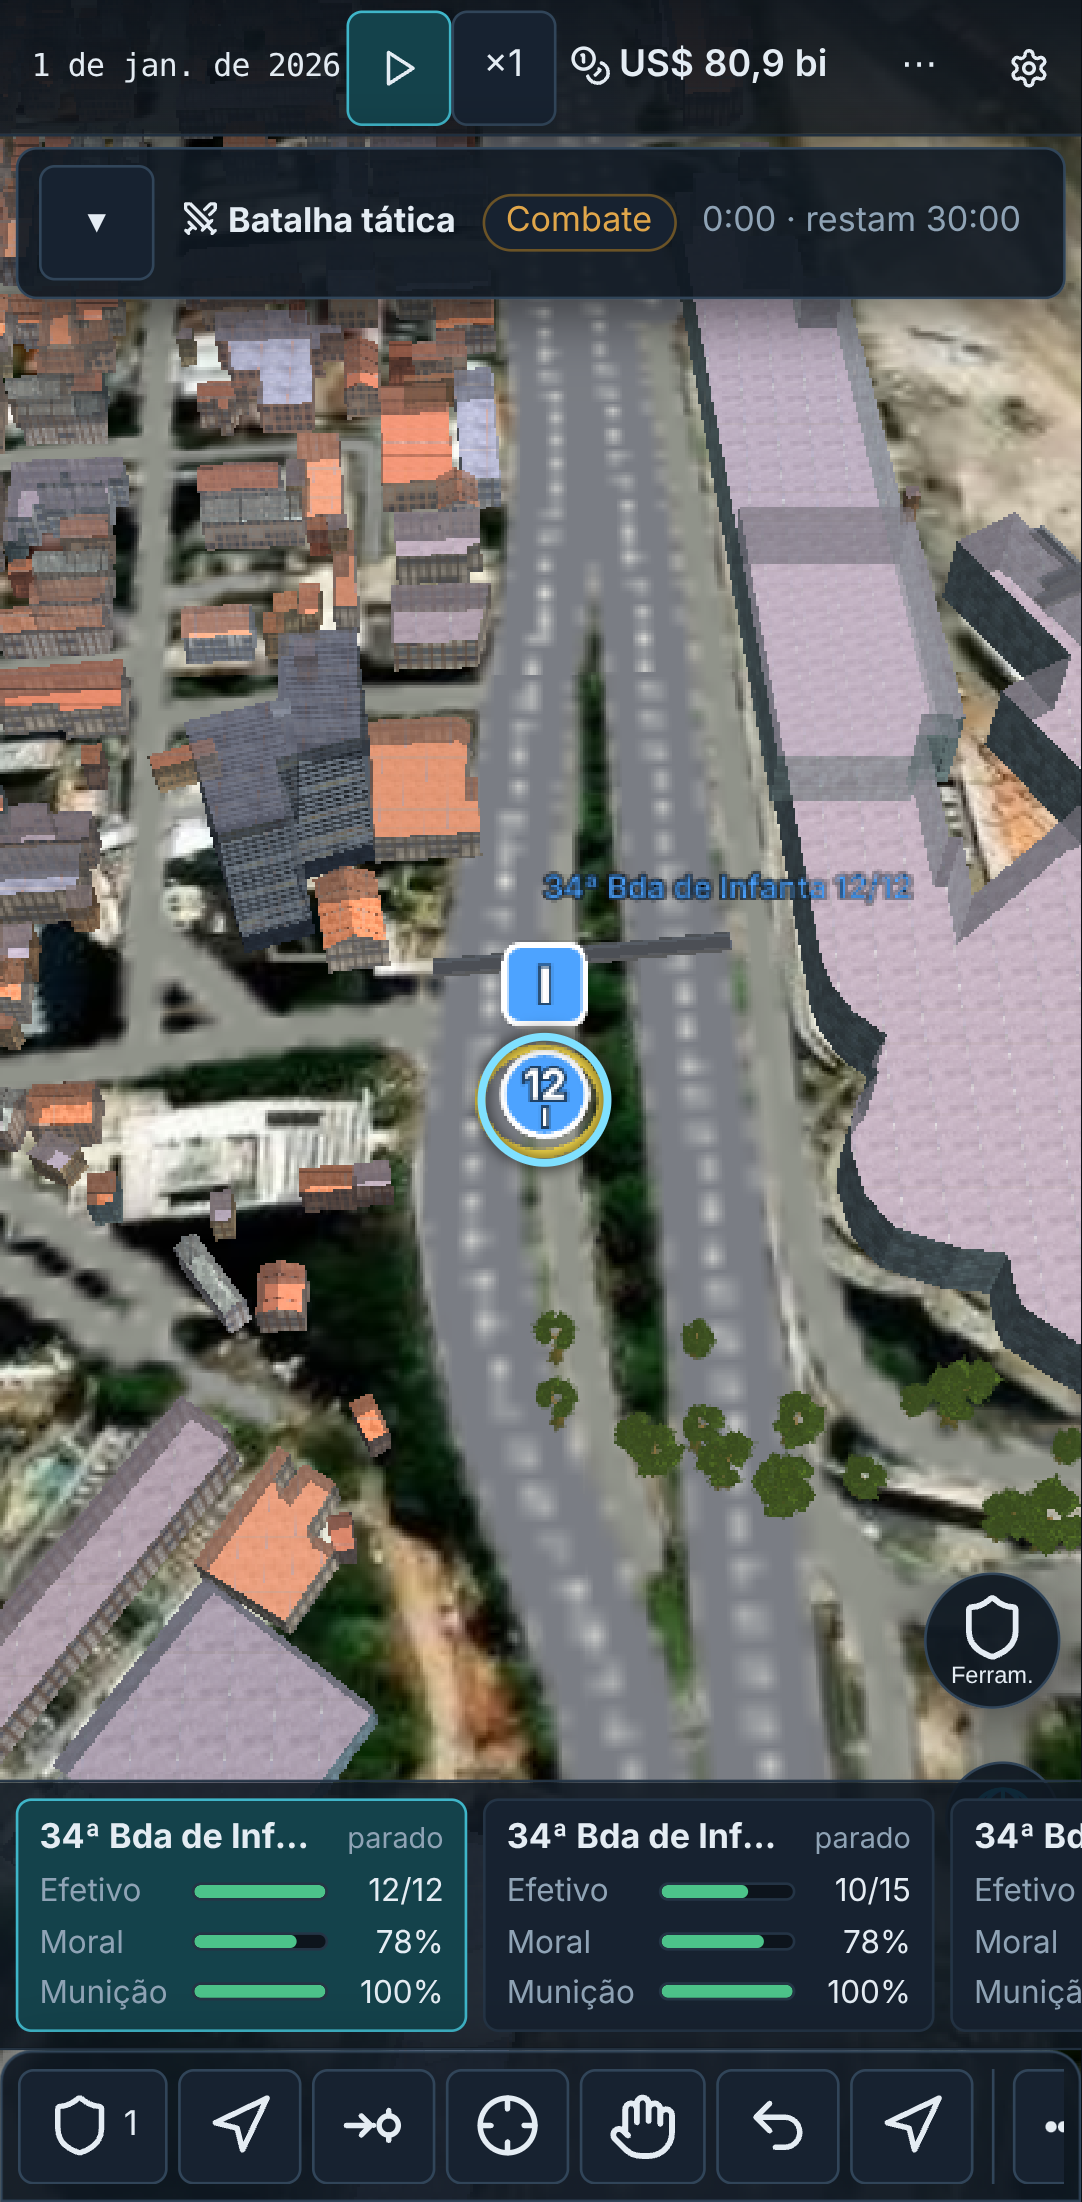 1 de jan. de 2026 ×1 US$ 80,9 bi ...
▼ Batalha tática Combate 0:00 · restam 30:00
34ª Bda de Infanta 12/12
I
12
I
Ferram.
34ª Bda de Inf... parado
Efetivo 12/12
Moral 78%
Munição 100%
34ª Bda de Inf... parado
Efetivo 10/15
Moral 78%
Munição 100%
34ª Bd
Efetivo
Moral
Muniçã
1